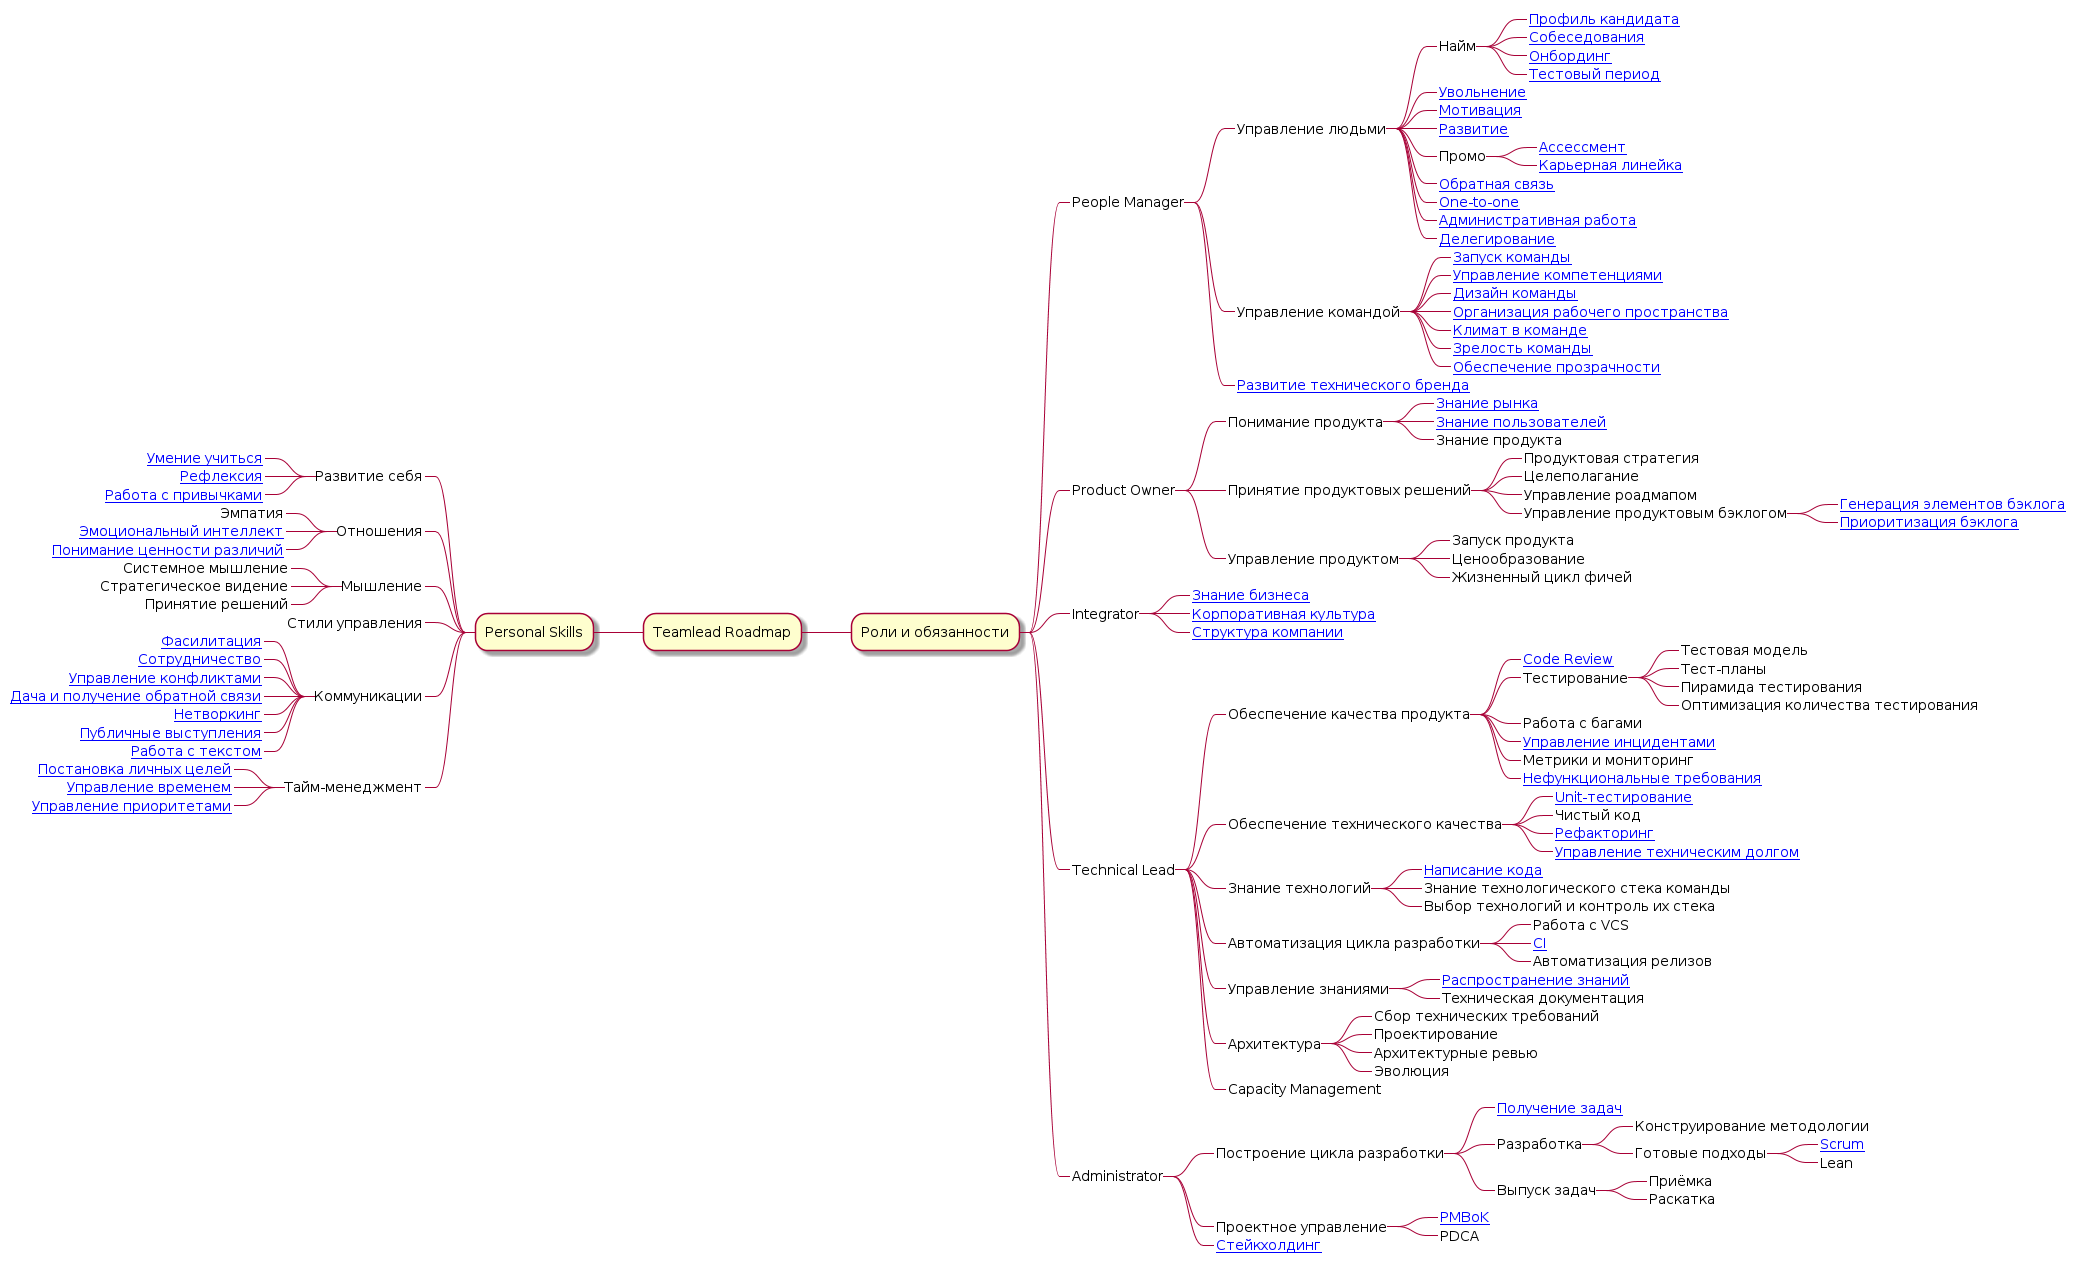 Personal Skills
Teamlead Roadmap
Роли и обязанности
Развитие себя
Умение учиться
Рефлексия
Работа с привычками
Отношения
Эмпатия
Эмоциональный интеллект
Понимание ценности различий
Мышление
Системное мышление
Стратегическое видение
Принятие решений
Стили управления
Коммуникации
Фасилитация
Сотрудничество
Управление конфликтами
Дача и получение обратной связи
Нетворкинг
Публичные выступления
Работа с текстом
Тайм-менеджмент
Постановка личных целей
Управление временем
Управление приоритетами
People Manager
Управление людьми
Найм
Профиль кандидата
Собеседования
Онбординг
Тестовый период
Увольнение
Мотивация
Развитие
Промо
Ассессмент
Карьерная линейка
Обратная связь
One-to-one
Административная работа
Делегирование
Управление командой
Запуск команды
Управление компетенциями
Дизайн команды
Организация рабочего пространства
Климат в команде
Зрелость команды
Обеспечение прозрачности
Развитие технического бренда
Product Owner
Понимание продукта
Знание рынка
Знание пользователей
Знание продукта
Принятие продуктовых решений
Продуктовая стратегия
Целеполагание
Управление роадмапом
Управление продуктовым бэклогом
Генерация элементов бэклога
Приоритизация бэклога
Управление продуктом
Запуск продукта
Ценообразование
Жизненный цикл фичей
Integrator
Знание бизнеса
Корпоративная культура
Структура компании
Technical Lead
Обеспечение качества продукта
Code Review
Тестирование
Тестовая модель
Тест-планы
Пирамида тестирования
Оптимизация количества тестирования
Работа с багами
Управление инцидентами
Метрики и мониторинг
Нефункциональные требования
Обеспечение технического качества
Unit-тестирование
Чистый код
Рефакторинг
Управление техническим долгом
Знание технологий
Написание кода
Знание технологического стека команды
Выбор технологий и контроль их стека
Автоматизация цикла разработки
Работа с VCS
CI
Автоматизация релизов
Управление знаниями
Распространение знаний
Техническая документация
Архитектура
Сбор технических требований
Проектирование
Архитектурные ревью
Эволюция
Capacity Management
Administrator
Построение цикла разработки
Получение задач
Разработка
Конструирование методологии
Готовые подходы
Scrum
Lean
Выпуск задач
Приёмка
Раскатка
Проектное управление
PMBoK
PDCA
Стейкхолдинг